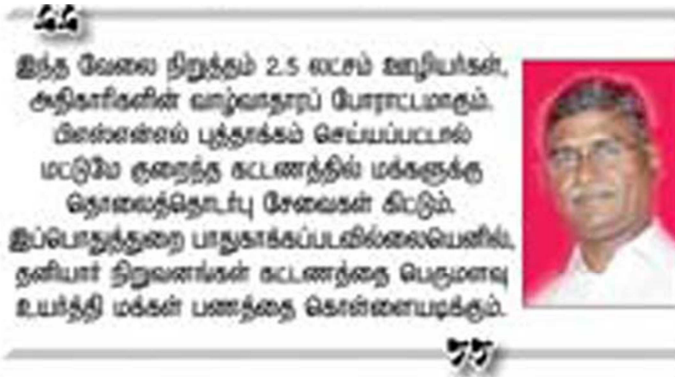 இந்த வேலை நிறுத்தம் 2.5 லட்சம் ஊழியர்கள்,
அதிகாரிகளின் வாழ்வாதாரப் போராட்டமாகும்.
பிஎஸ்என்எல் புத்தாக்கம் செய்யப்பட்டால்
மட்டுமே குறைந்த கட்டணத்தில் மக்களுக்கு
தொலைத்தொடர்பு சேவைகள் கிட்டும்.
இப்பொதுத்துறை பாதுகாக்கப்படவில்லையெனில்,
தனியார் நிறுவனங்கள் கட்டணத்தை பெருமளவு
உயர்த்தி மக்கள் பணத்தை கொள்ளையடிக்கும்.